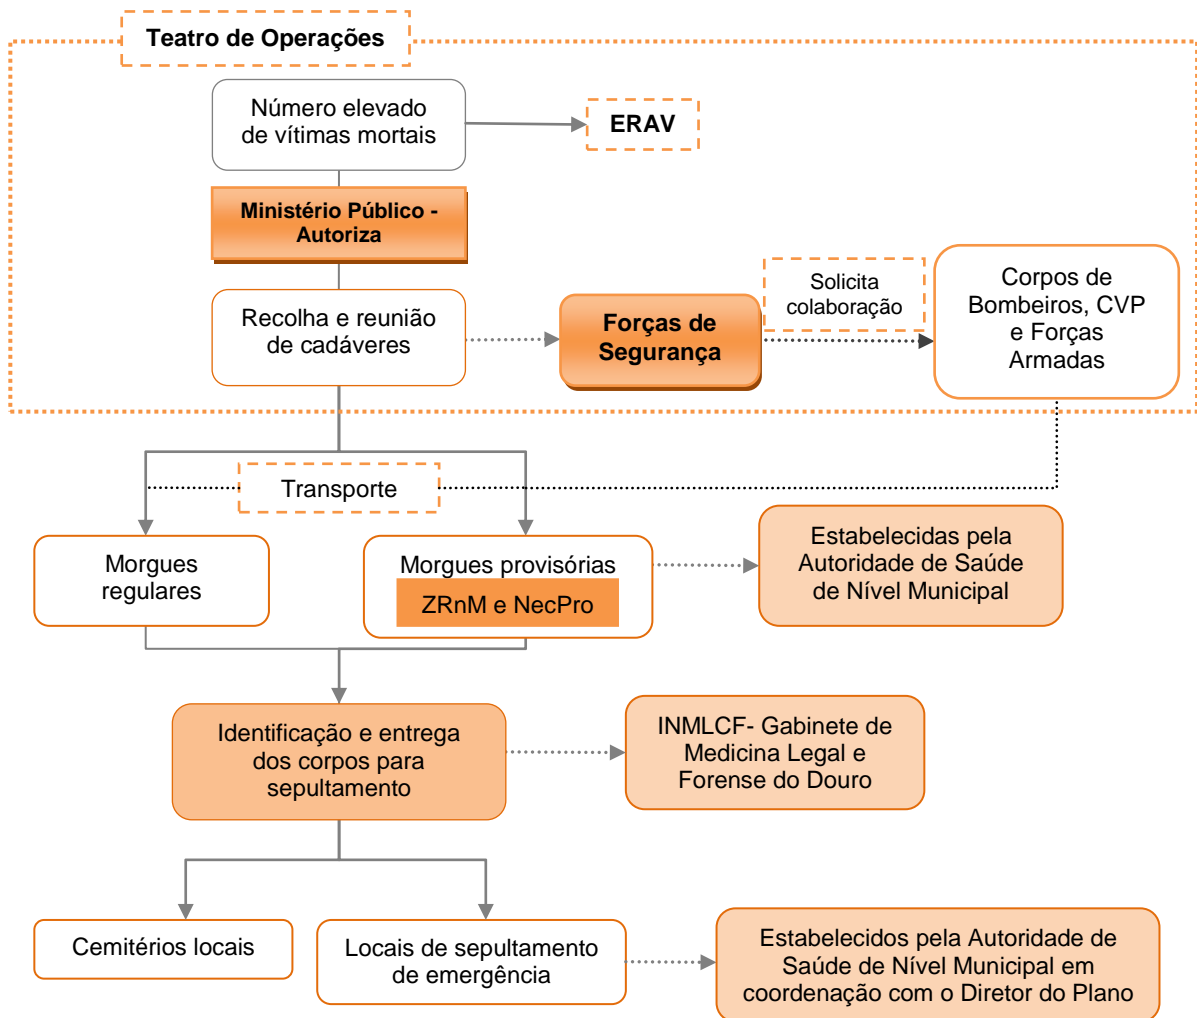 Teatro de Operações
Número elevado
de vítimas mortais
ERAV
Ministério Público -
Autoriza
Recolha e reunião
de cadáveres
Forças de
Segurança
Solicita
colaboração
Corpos de
Bombeiros, CVP
e Forças
Armadas
Transporte
Morgues
regulares
Morgues provisórias
ZRnM e NecPro
Estabelecidas pela
Autoridade de Saúde
de Nível Municipal
Identificação e entrega
dos corpos para
sepultamento
INMLCF- Gabinete de
Medicina Legal e
Forense do Douro
Cemitérios locais
Locais de sepultamento
de emergência
Estabelecidos pela Autoridade de
Saúde de Nível Municipal em
coordenação com o Diretor do Plano